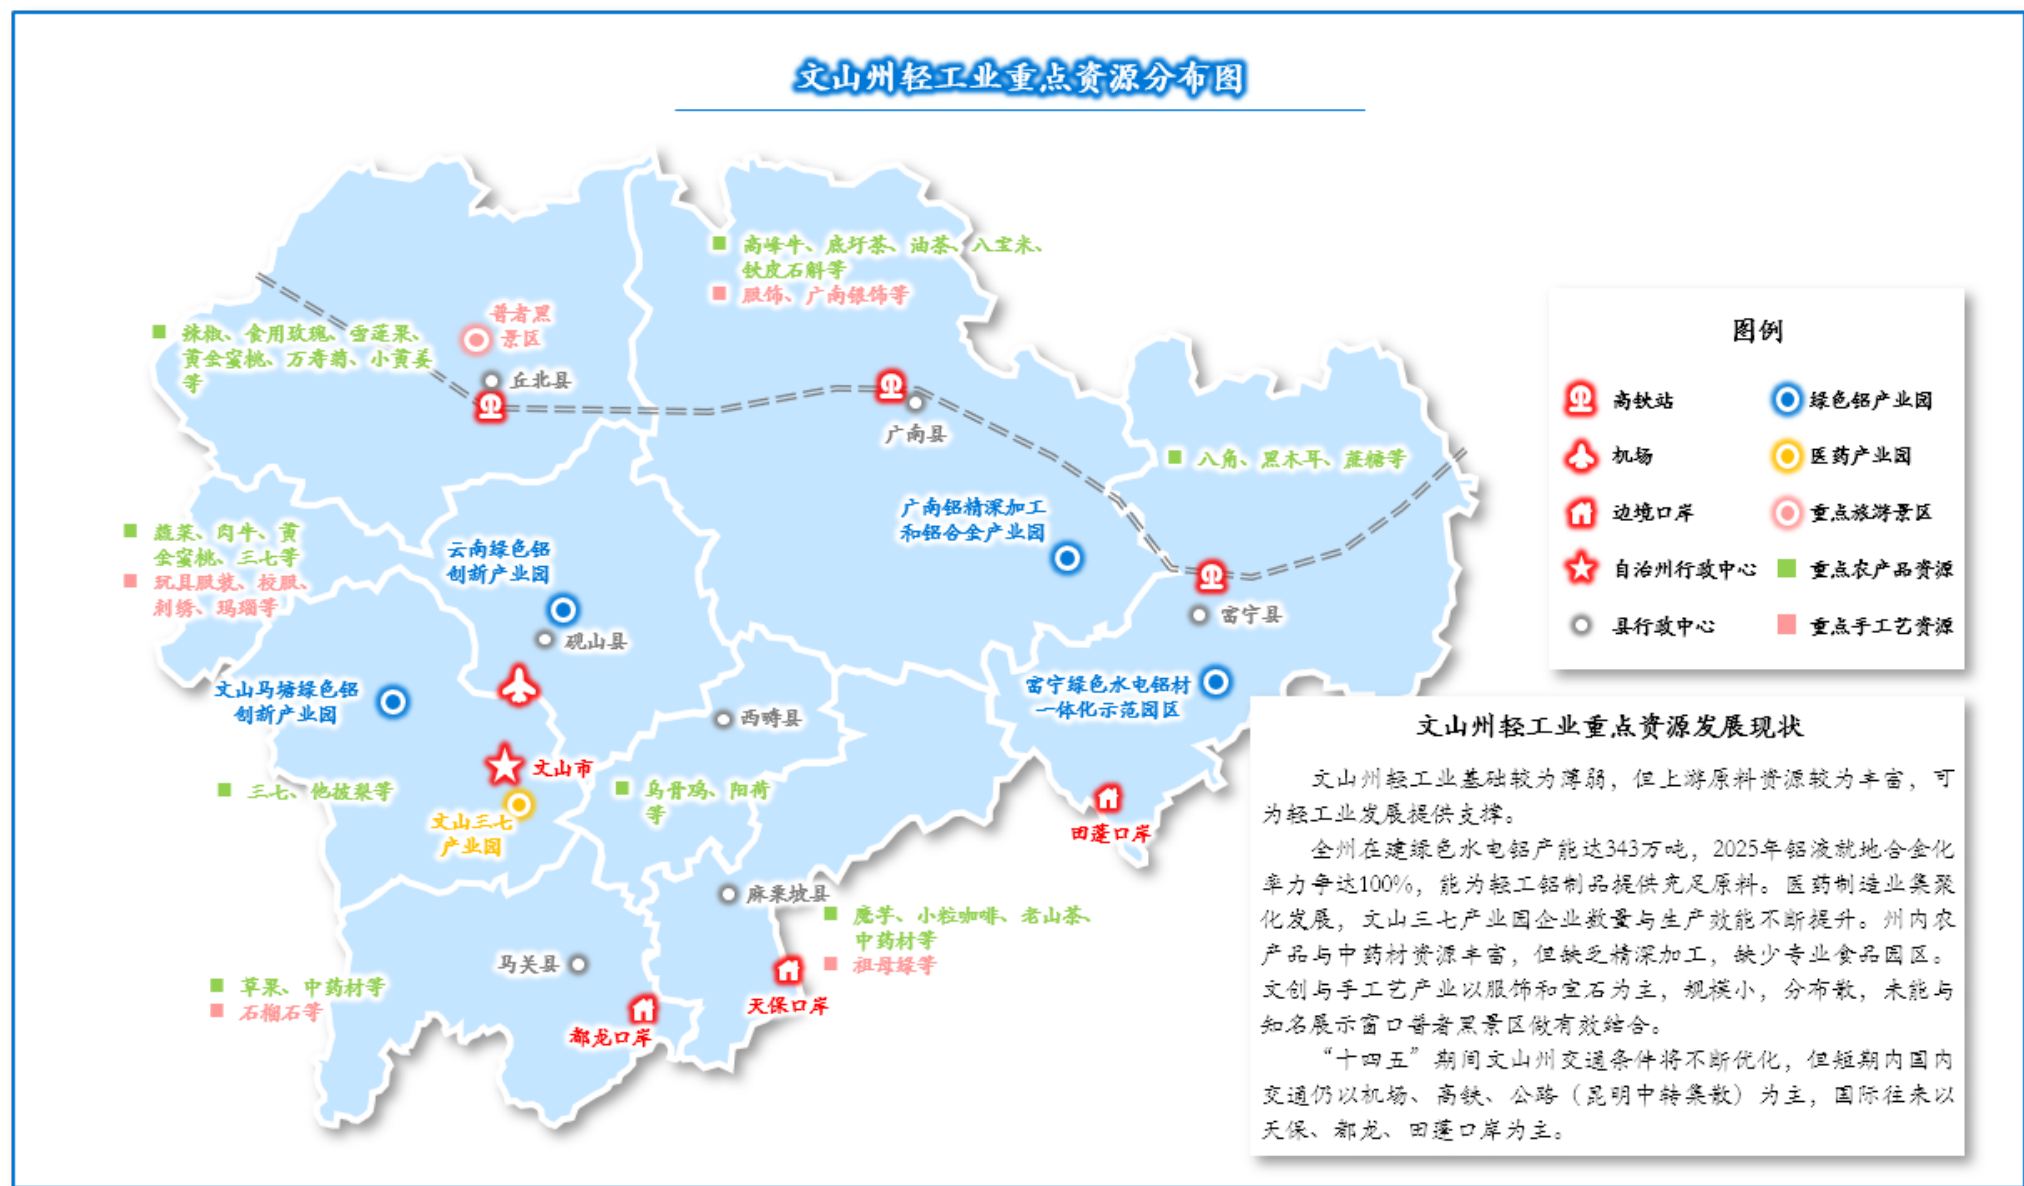 文山州轻工业重点资源分布图
高峰牛、底圩茶、油茶、八宝米、
铁皮石斛等
服饰、广南银饰等
普者黑
景区
辣椒、食用玫瑰、雪莲果、
黄金蜜桃、万寿菊、小黄姜
等
丘北县
广南县
八角、黑木耳、蔗糖等
广南铝精深加工
和铝合金产业园
蔬菜、肉牛、黄
金蜜桃、三七等
玩具服装、校服、
刺绣、玛瑙等
云南绿色铝
创新产业园
砚山县
富宁县
文山马塘绿色铝
创新产业园
富宁绿色水电铝材
一体化示范园区
西畴县
文山市
三七、他披梨等
文山三七
产业园
乌骨鸡、阳荷
等
田蓬口岸
麻栗坡县
魔芋、小粒咖啡、老山茶、
中药材等
祖母绿等
马关县
天保口岸
草果、中药材等
石榴石等
都龙口岸
图例
高铁站
绿色铝产业园
机场
医药产业园
边境口岸
重点旅游景区
自治州行政中心
重点农产品资源
县行政中心
重点手工艺资源
文山州轻工业重点资源发展现状
文山州轻工业基础较为薄弱，但上游原料资源较为丰富，可
为轻工业发展提供支撑。
全州在建绿色水电铝产能达343万吨，2025年铝液就地合金化
率力争达100%，能为轻工铝制品提供充足原料。医药制造业集聚
化发展，文山三七产业园企业数量与生产效能不断提升。州内农
产品与中药材资源丰富，但缺乏精深加工，缺少专业食品园区。
文创与手工艺产业以服饰和宝石为主，规模小，分布散，未能与
知名展示窗口普者黑景区做有效结合。
“十四五”期间文山州交通条件将不断优化，但短期内国内
交通仍以机场、高铁、公路（昆明中转集散）为主，国际往来以
天保、都龙、田蓬口岸为主。